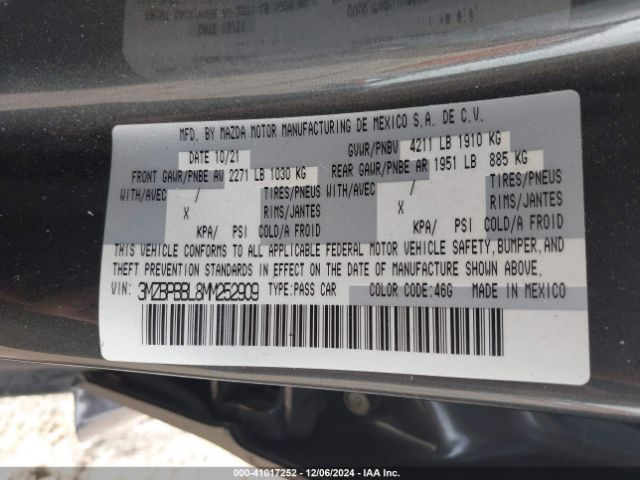 MFD. BY MAZDA MOTOR MANUFACTURING DE MEXICO S.A. DE C.V.
DATE 10/21 GVWR/PNBV 4211 LB 1910 KG
FRONT GAWR/PNBE AV 2271 LB 1030 KG REAR GAWR/PNBE AR 1951 LB 885 KG
WITH/AVEC / TIRES/PNEUS WITH/AVEC / TIRES/PNEUS
X RIMS/JANTES X RIMS/JANTES
KPA/ PSI COLD/A FROID KPA/ PSI COLD/A FROID
THIS VEHICLE CONFORMS TO ALL APPLICABLE FEDERAL MOTOR VEHICLE SAFETY, BUMPER, AND
THEFT PREVENTION STANDARDS IN EFFECT ON THE DATE OF MANUFACTURE SHOWN ABOVE.
VIN: 3MZBPBBL8MM252909 TYPE:PASS CAR COLOR CODE:46G MADE IN MEXICO
000-41017252 - 12/06/2024 - IAA Inc.